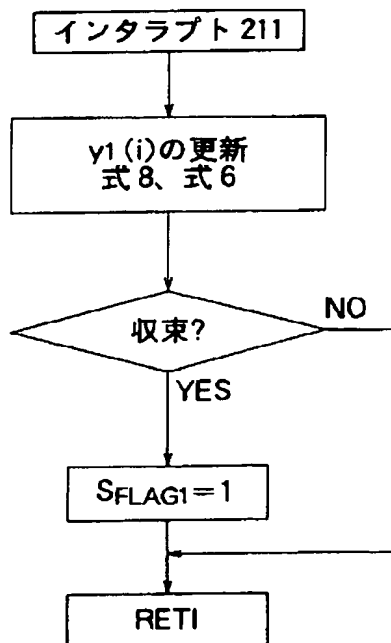 インタラプト 211
y1(i)の更新
式8、式6
収束?
NO
YES
SFLAG1=1
RETI